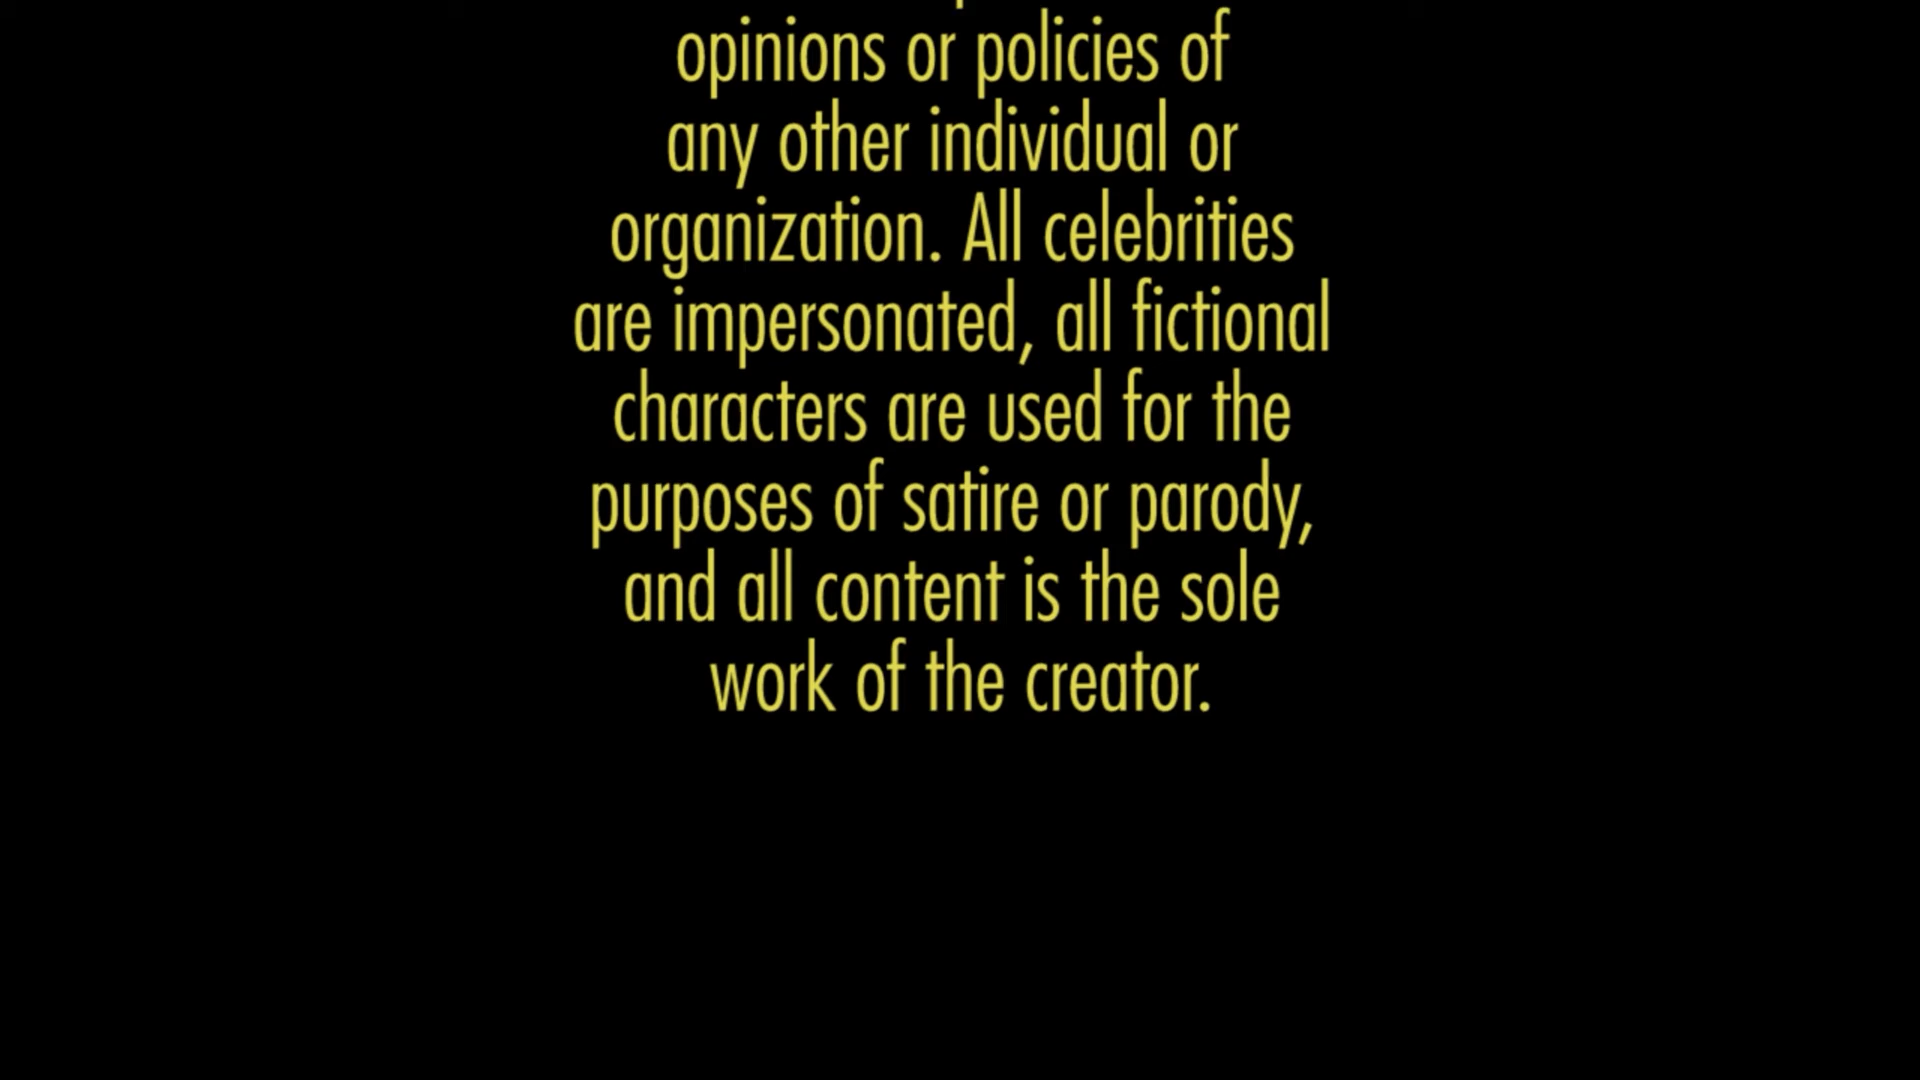 opinions or policies of
any other individual or
organization. All celebrities
are impersonated, all fictional
characters are used for the
purposes of satire or parody,
and all content is the sole
work of the creator.